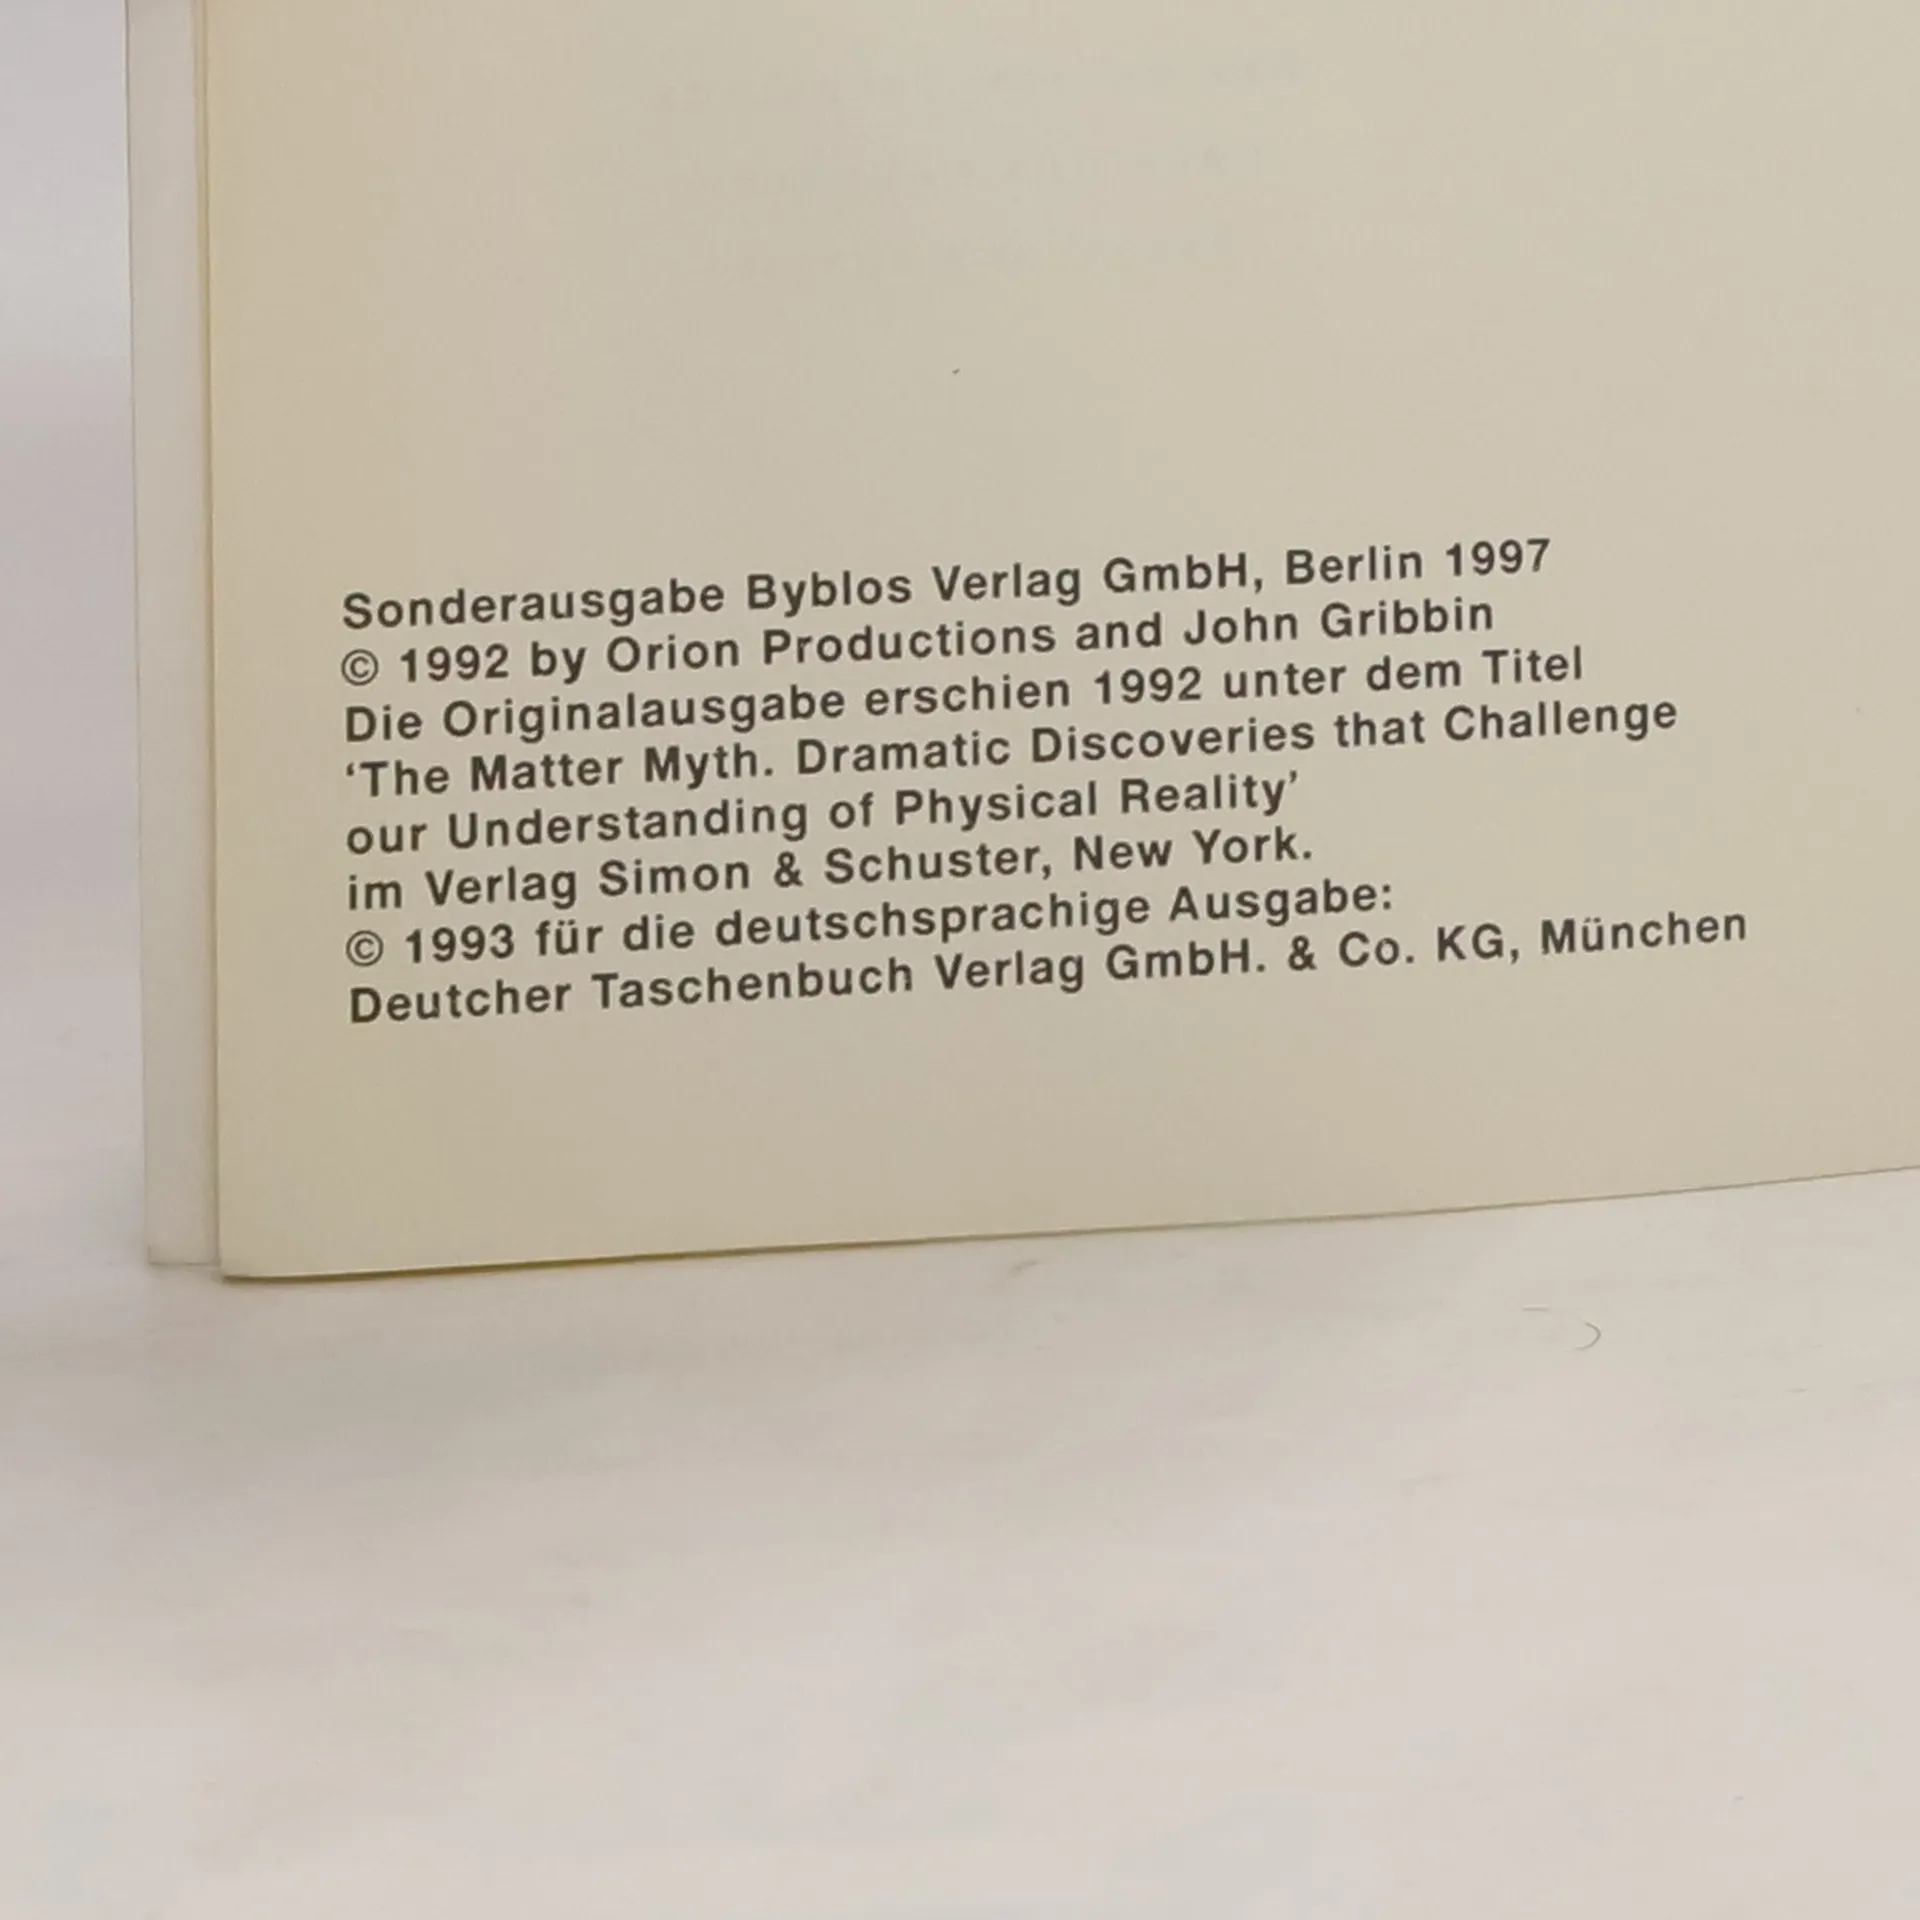 Sonderausgabe Byblos Verlag GmbH, Berlin 1997
© 1992 by Orion Productions and John Gribbin
Die Originalausgabe erschien 1992 unter dem Titel
‘The Matter Myth. Dramatic Discoveries that Challenge
our Understanding of Physical Reality’
im Verlag Simon & Schuster, New York.
© 1993 für die deutschsprachige Ausgabe:
Deutcher Taschenbuch Verlag GmbH. & Co. KG, München